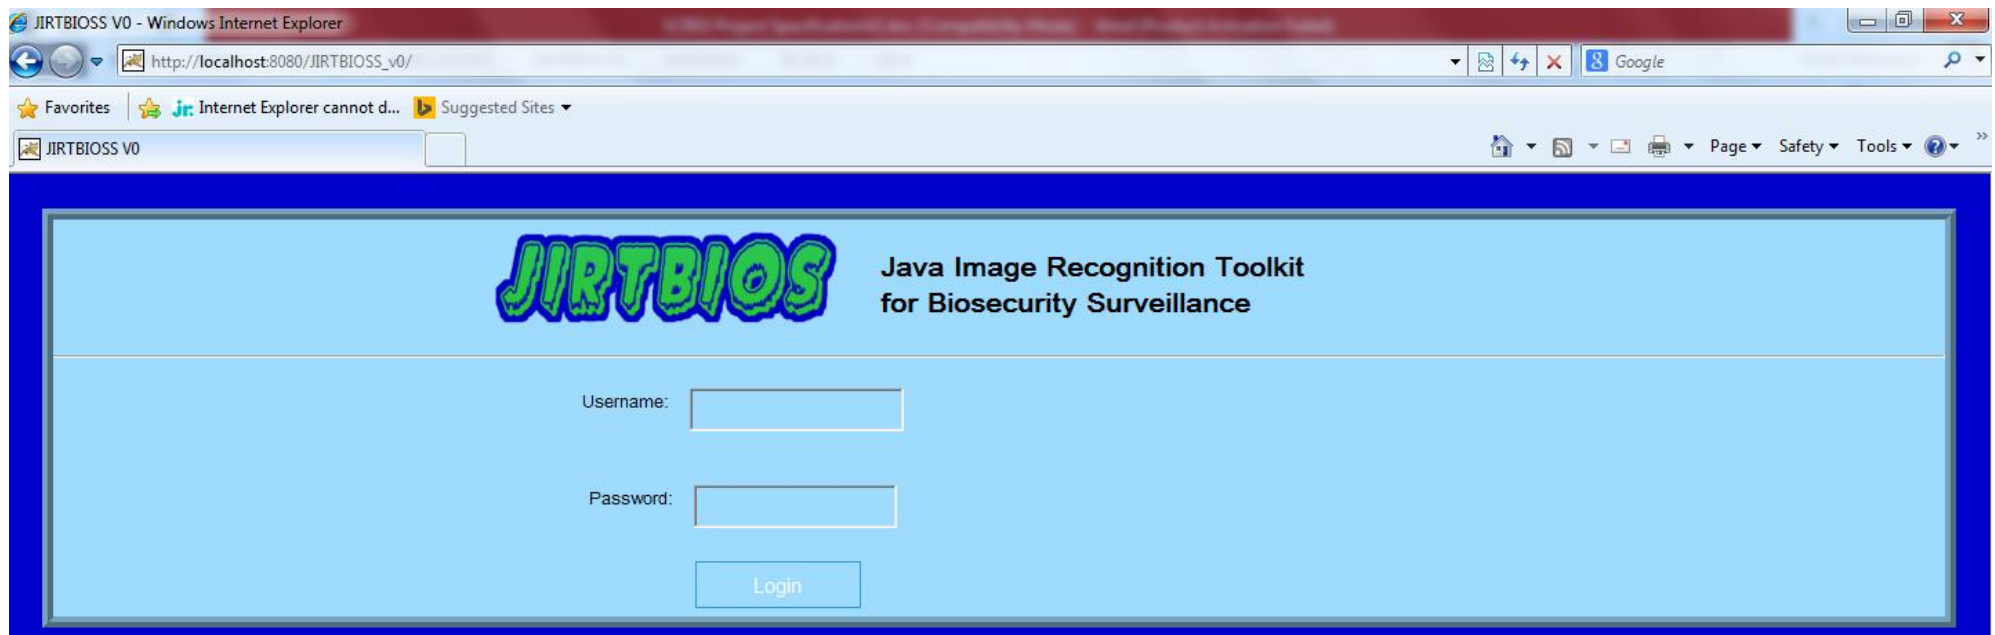 JIRTBIOSS V0 - Windows Internet Explorer
http://localhost:8080/JIRTBIOSS_v0/
Google
Favorites Internet Explorer cannot d... Suggested Sites
JIRTBIOSS V0
Page Safety Tools
JIRTBIOS
Java Image Recognition Toolkit
for Biosecurity Surveillance
Username:
Password:
Login